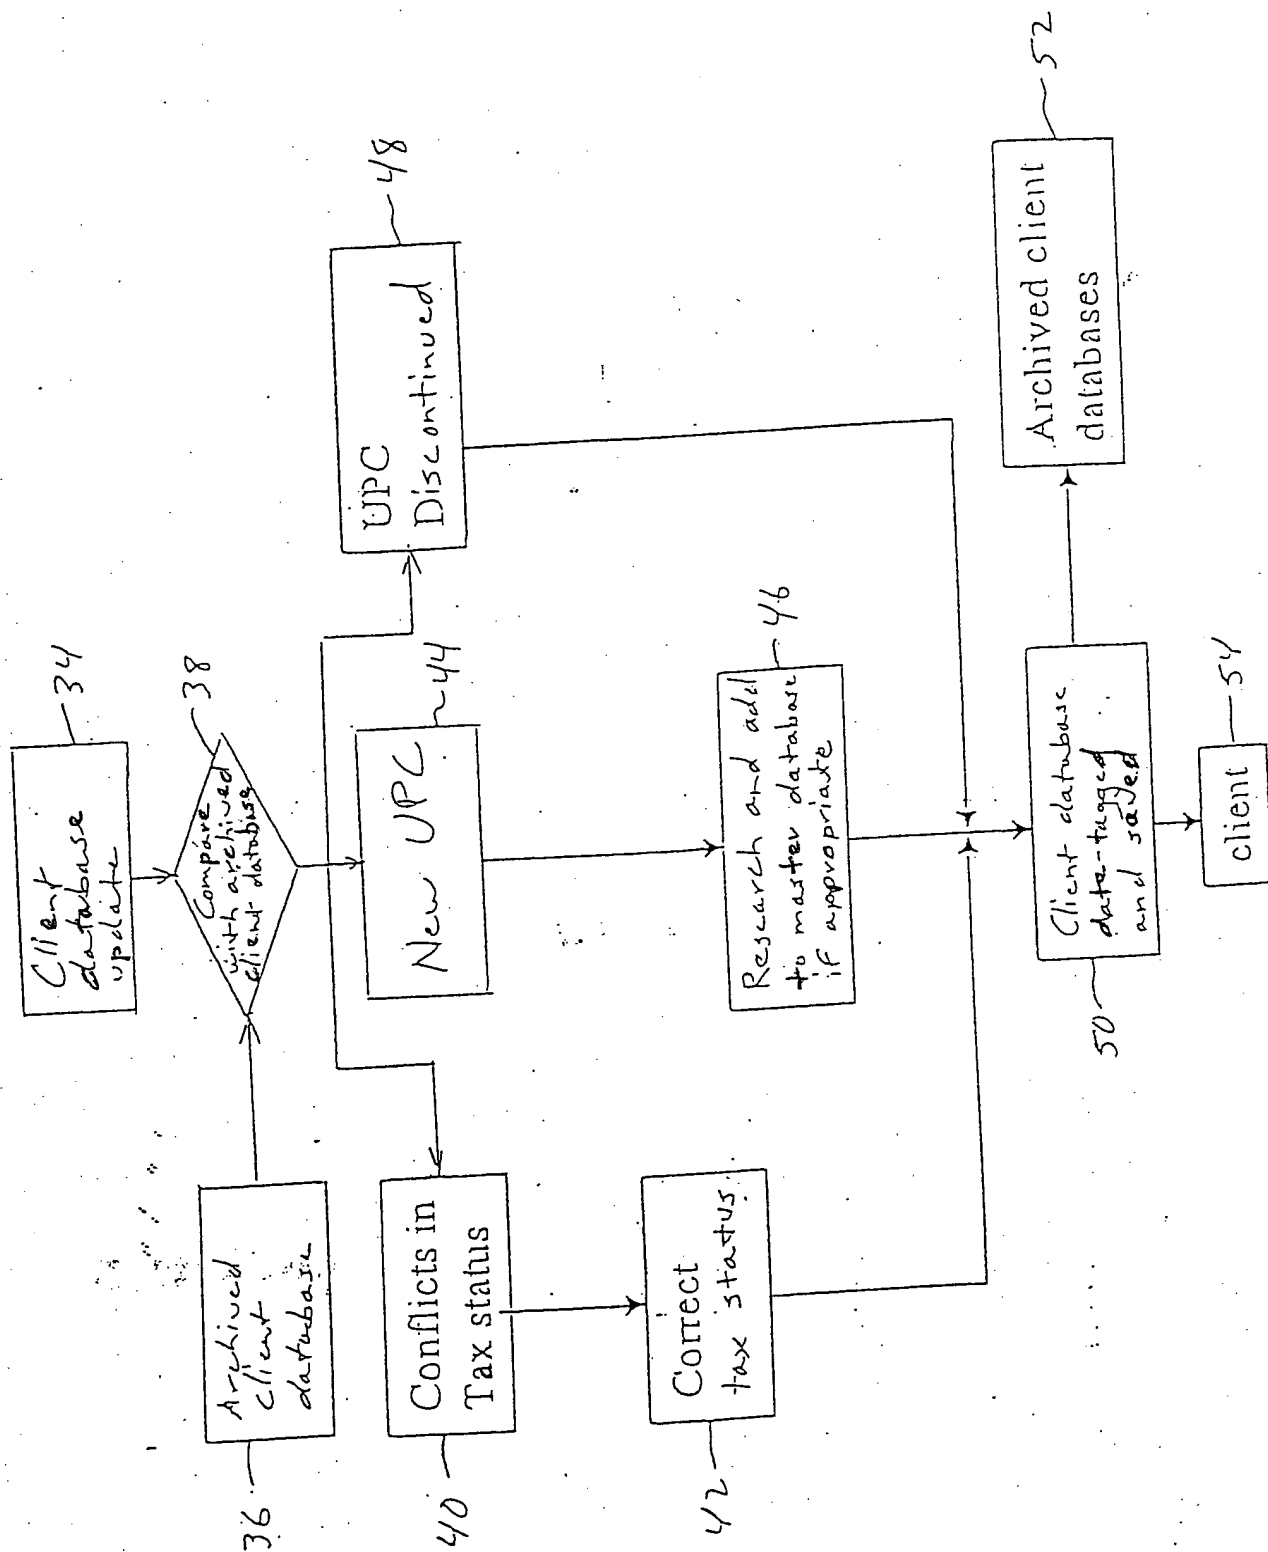 Client
database
update
34
Archived
client
database
36
Compare
with archived
client database
38
Conflicts in
Tax status
40
New UPC
44
UPC
Discontinued
48
Correct
tax status.
42
Research and add
to master database
if appropriate
46
Client database
date-tagged
and saved
50
Archived client
databases
52
client
54